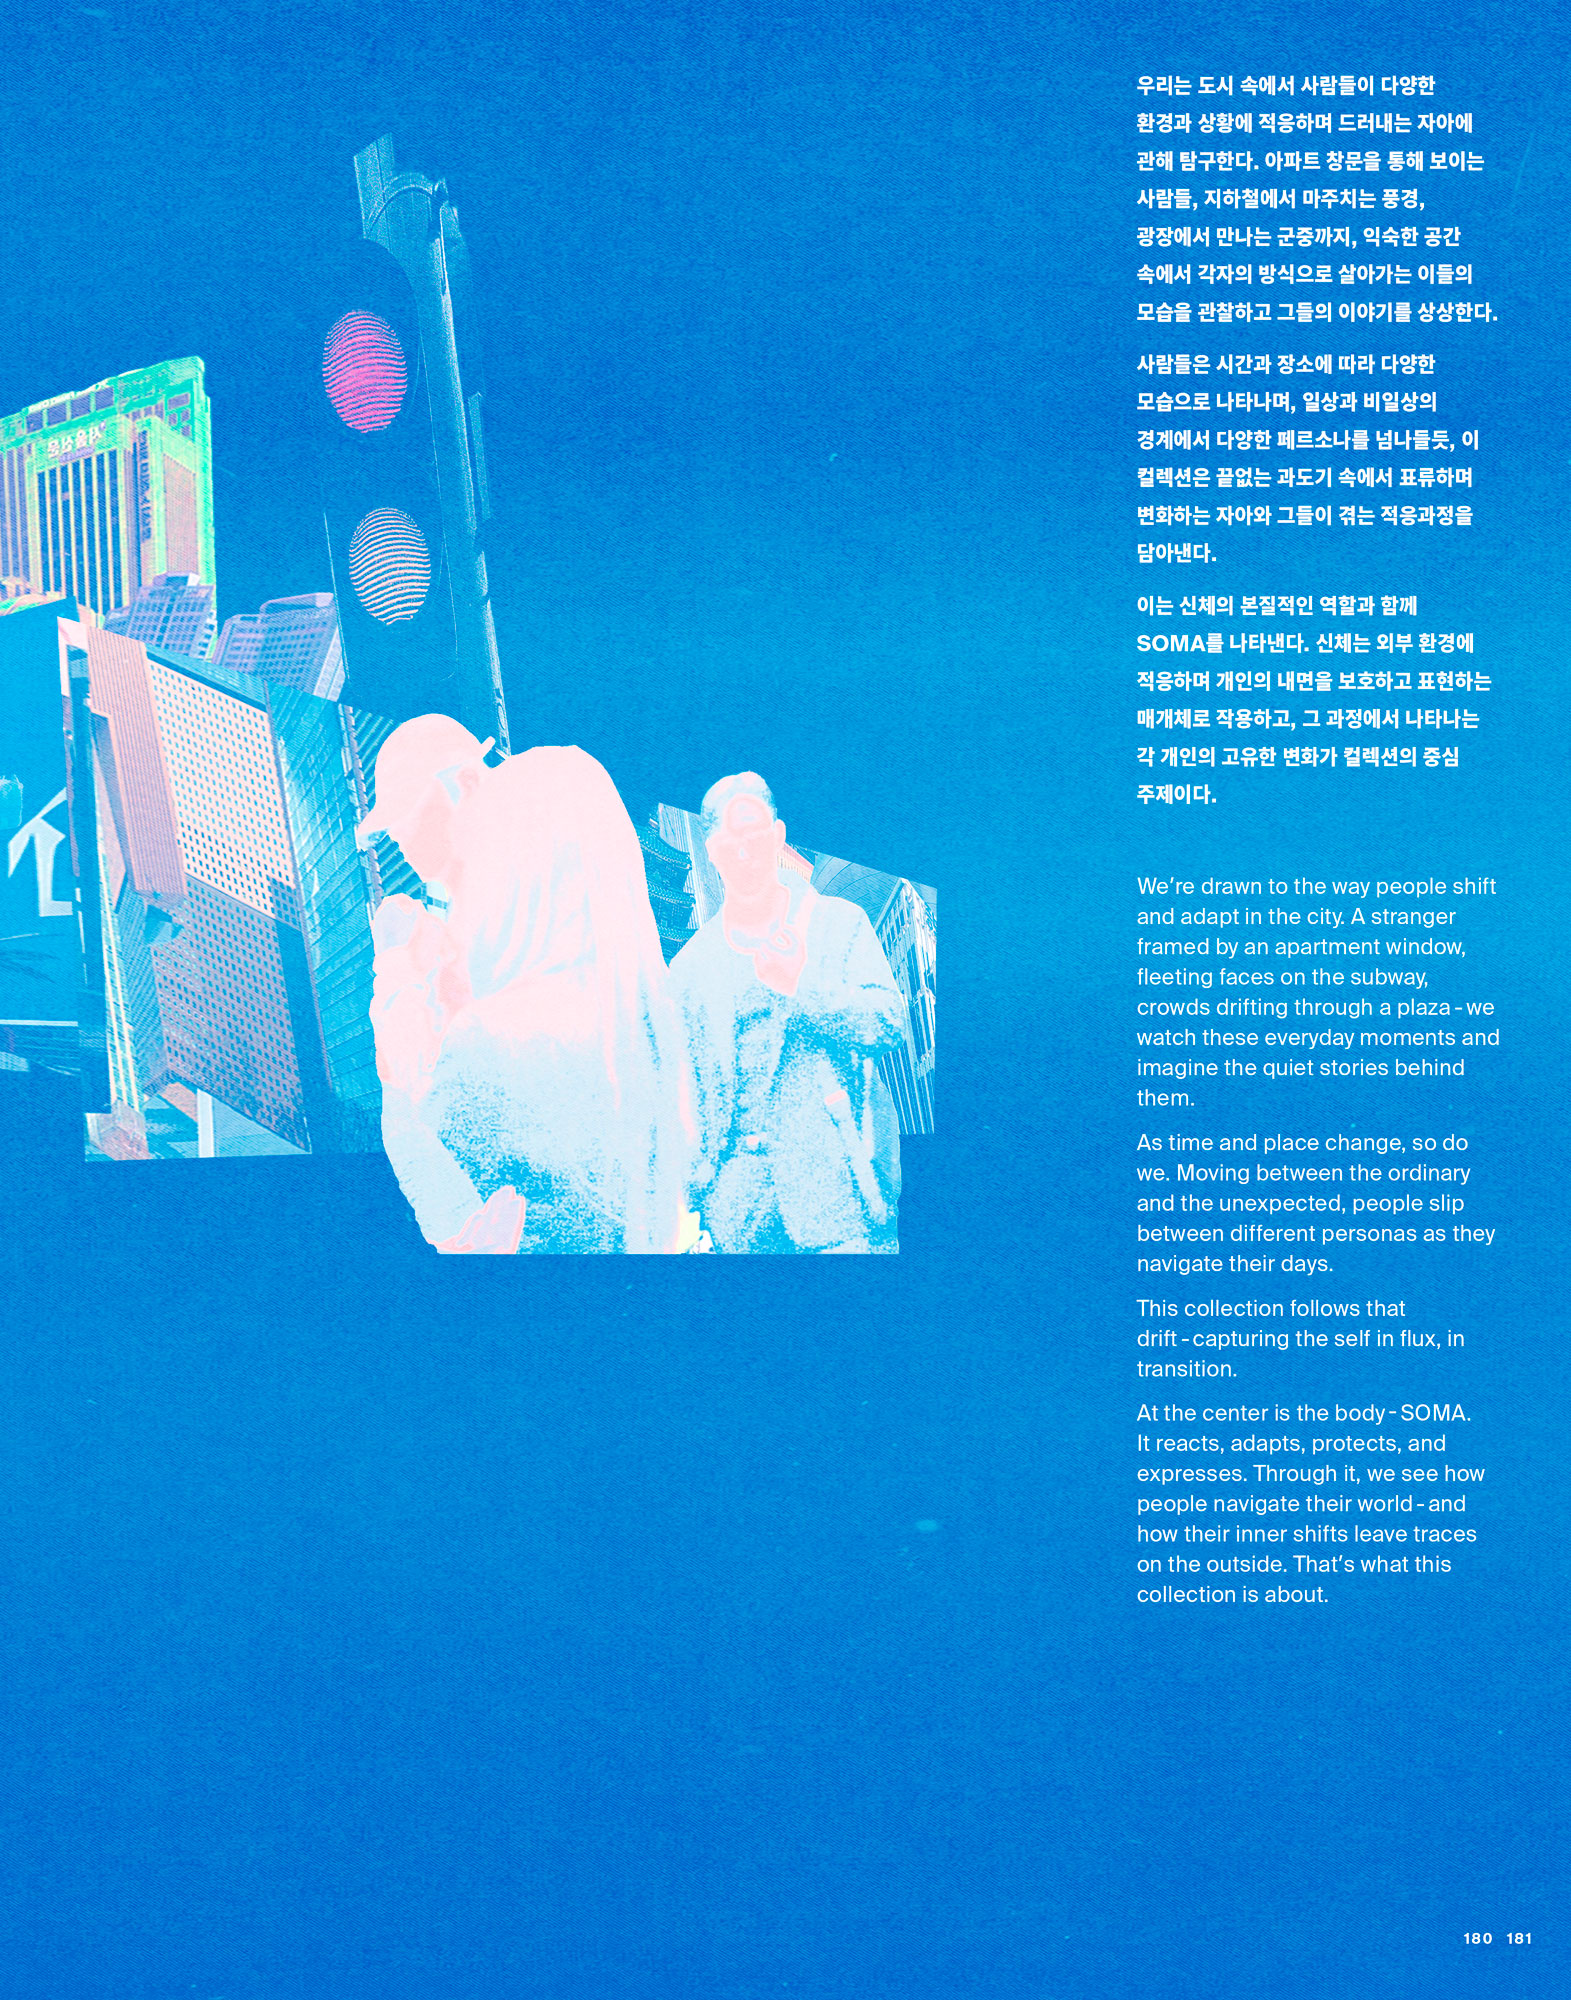 우리는 도시 속에서 사람들이 다양한
환경과 상황에 적응하며 드러내는 자아에
관해 탐구한다. 아파트 창문을 통해 보이는
사람들, 지하철에서 마주치는 풍경,
광장에서 만나는 군중까지, 익숙한 공간
속에서 각자의 방식으로 살아가는 이들의
모습을 관찰하고 그들의 이야기를 상상한다.
사람들은 시간과 장소에 따라 다양한
모습으로 나타나며, 일상과 비일상의
경계에서 다양한 페르소나를 넘나들듯, 이
컬렉션은 끝없는 과도기 속에서 표류하며
변화하는 자아와 그들이 겪는 적응과정을
담아낸다.
이는 신체의 본질적인 역할과 함께
SOMA를 나타낸다. 신체는 외부 환경에
적응하며 개인의 내면을 보호하고 표현하는
매개체로 작용하고, 그 과정에서 나타나는
각 개인의 고유한 변화가 컬렉션의 중심
주제이다.
We're drawn to the way people shift
and adapt in the city. A stranger
framed by an apartment window,
fleeting faces on the subway,
crowds drifting through a plaza - we
watch these everyday moments and
imagine the quiet stories behind
them.
As time and place change, so do
we. Moving between the ordinary
and the unexpected, people slip
between different personas as they
navigate their days.
This collection follows that
drift - capturing the self in flux, in
transition.
At the center is the body - SOMA.
It reacts, adapts, protects, and
expresses. Through it, we see how
people navigate their world - and
how their inner shifts leave traces
on the outside. That's what this
collection is about.
서울신문
180 181